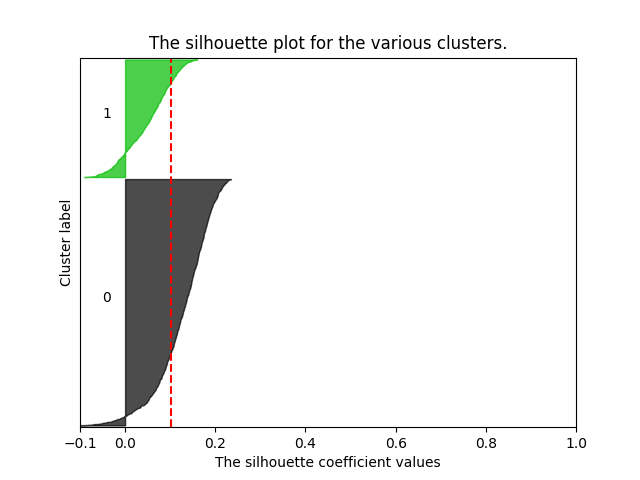 The silhouette plot for the various clusters.
1
Cluster label
0
−0.1 0.0 0.2 0.4 0.6 0.8 1.0
The silhouette coefficient values